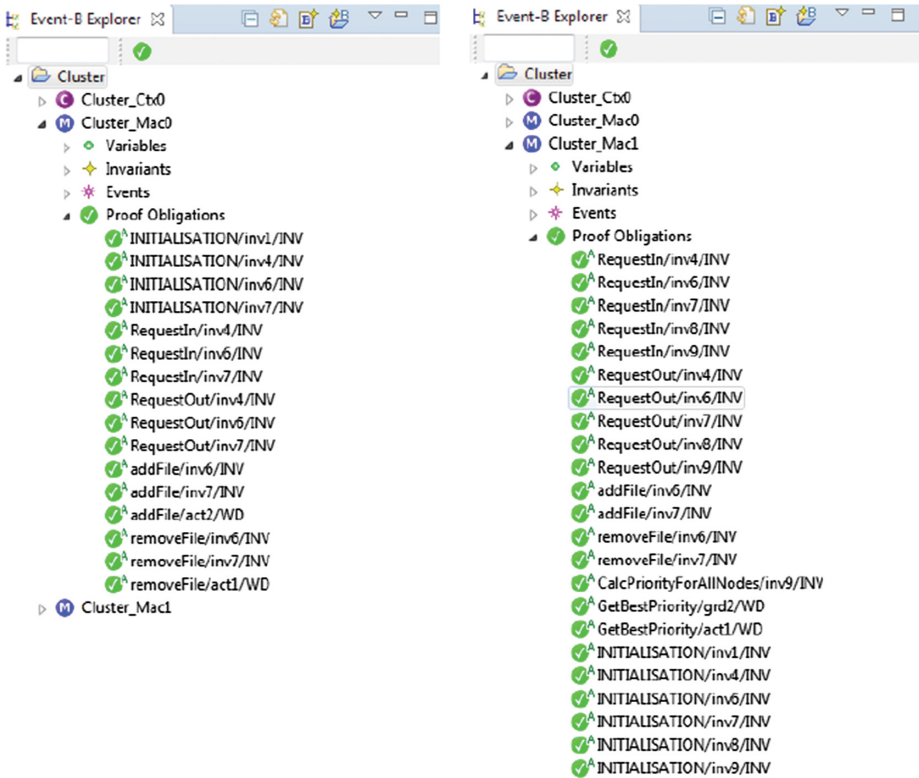 Event-B Explorer
Cluster
Cluster_Ctx0
Cluster_Mac0
Variables
Invariants
Events
Proof Obligations
INITIALISATION/inv1/INV
INITIALISATION/inv4/INV
INITIALISATION/inv6/INV
INITIALISATION/inv7/INV
RequestIn/inv4/INV
RequestIn/inv6/INV
RequestIn/inv7/INV
RequestOut/inv4/INV
RequestOut/inv6/INV
RequestOut/inv7/INV
addFile/inv6/INV
addFile/inv7/INV
addFile/act2/WD
removeFile/inv6/INV
removeFile/inv7/INV
removeFile/act1/WD
Cluster_Mac1
Event-B Explorer
Cluster
Cluster_Ctx0
Cluster_Mac0
Cluster_Mac1
Variables
Invariants
Events
Proof Obligations
RequestIn/inv4/INV
RequestIn/inv6/INV
RequestIn/inv7/INV
RequestIn/inv8/INV
RequestIn/inv9/INV
RequestOut/inv4/INV
RequestOut/inv6/INV
RequestOut/inv7/INV
RequestOut/inv8/INV
RequestOut/inv9/INV
addFile/inv6/INV
addFile/inv7/INV
removeFile/inv6/INV
removeFile/inv7/INV
CalcPriorityForAllNodes/inv9/INV
GetBestPriority/grd2/WD
GetBestPriority/act1/WD
INITIALISATION/inv1/INV
INITIALISATION/inv4/INV
INITIALISATION/inv6/INV
INITIALISATION/inv7/INV
INITIALISATION/inv8/INV
INITIALISATION/inv9/INV